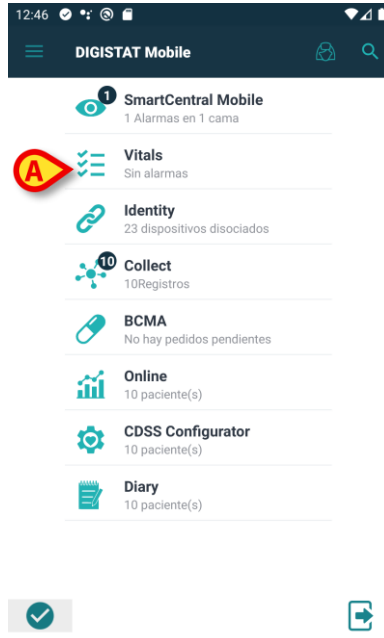 12:46
DIGISTAT Mobile
1
SmartCentral Mobile
1 Alarmas en 1 cama
A
Vitals
Sin alarmas
Identity
23 dispositivos disociados
10
Collect
10Registros
BCMA
No hay pedidos pendientes
Online
10 paciente(s)
CDSS Configurator
10 paciente(s)
Diary
10 paciente(s)